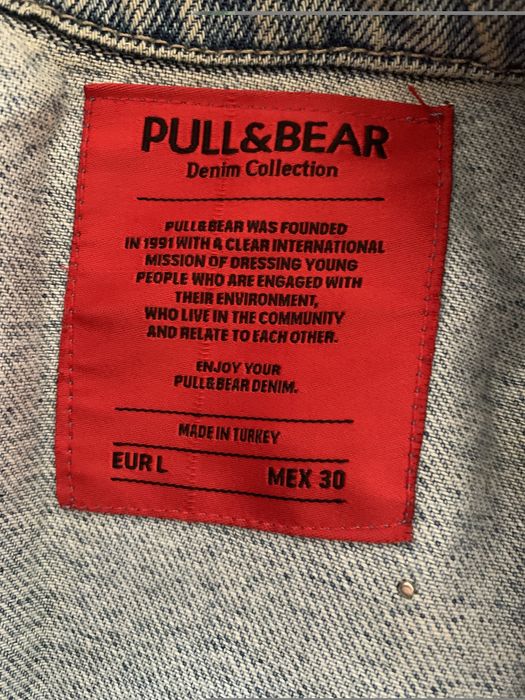 PULL&BEAR
Denim Collection
PULL&BEAR WAS FOUNDED
IN 1991 WITH A CLEAR INTERNATIONAL
MISSION OF DRESSING YOUNG
PEOPLE WHO ARE ENGAGED WITH
THEIR ENVIRONMENT,
WHO LIVE IN THE COMMUNITY
AND RELATE TO EACH OTHER.
ENJOY YOUR
PULL&BEAR DENIM.
MADE IN TURKEY
EUR L MEX 30